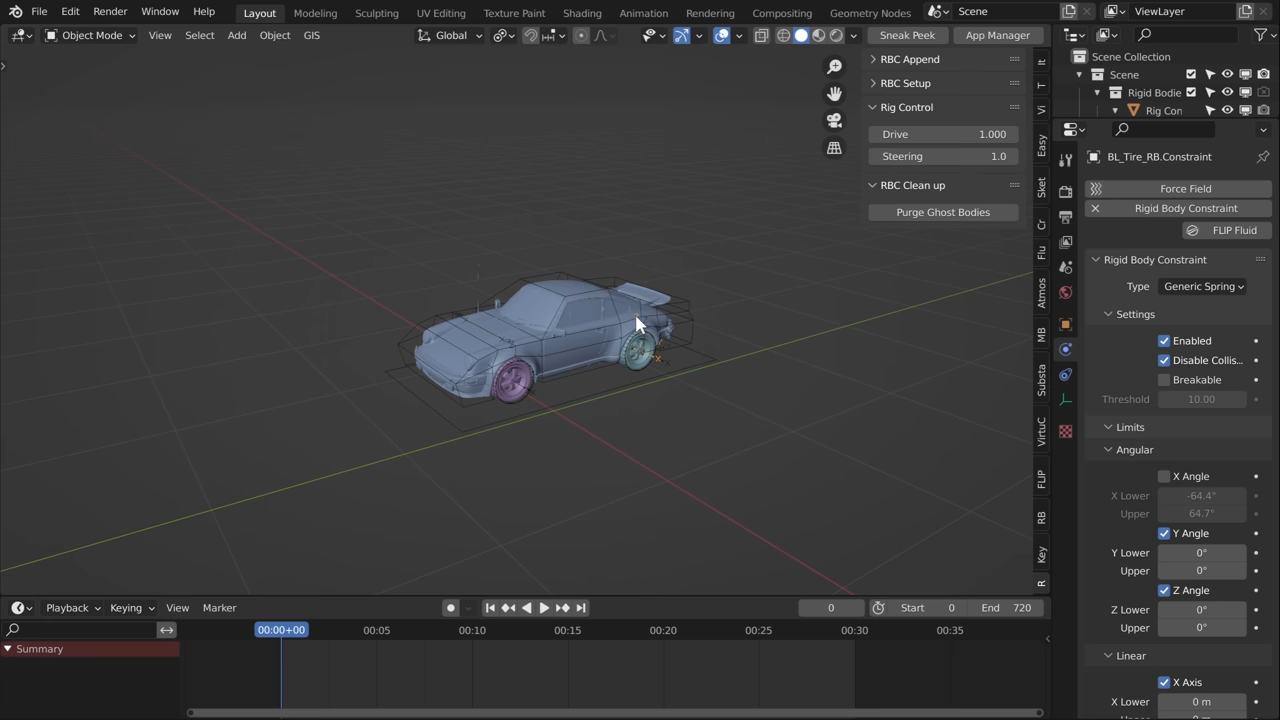 File Edit Render Window Help Layout Modeling Sculpting UV Editing Texture Paint Shading Animation Rendering Compositing Geometry Nodes Scene ViewLayer
Object Mode View Select Add Object GIS Global Sneak Peek App Manager
RBC Append
RBC Setup
Rig Control
Drive 1.000
Steering 1.0
RBC Clean up
Purge Ghost Bodies
It
T
Vi
Easy
Sket
Cr
Flu
Atmos
MB
Substa
VirtuC
FLIP
RB
Key
R
Scene Collection
Scene
Rigid Bodie
Rig Con
BL_Tire_RB.Constraint
Force Field
Rigid Body Constraint
FLIP Fluid
Rigid Body Constraint
Type Generic Spring
Settings
Enabled
Disable Collis...
Breakable
Threshold 10.00
Limits
Angular
X Angle
X Lower -64.4°
Upper 64.7°
Y Angle
Y Lower 0°
Upper 0°
Z Angle
Z Lower 0°
Upper 0°
Linear
X Axis
X Lower 0 m
Playback Keying View Marker 0 Start 0 End 720
00:00+00 00:05 00:10 00:15 00:20 00:25 00:30 00:35
Summary